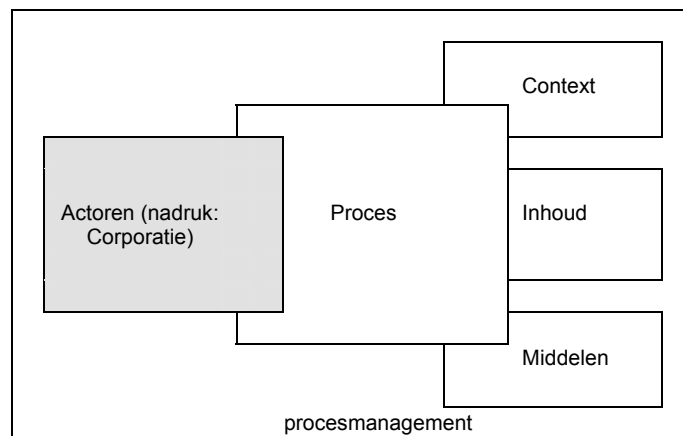 Context
Actoren (nadruk:
Corporatie)
Proces
Inhoud
Middelen
procesmanagement